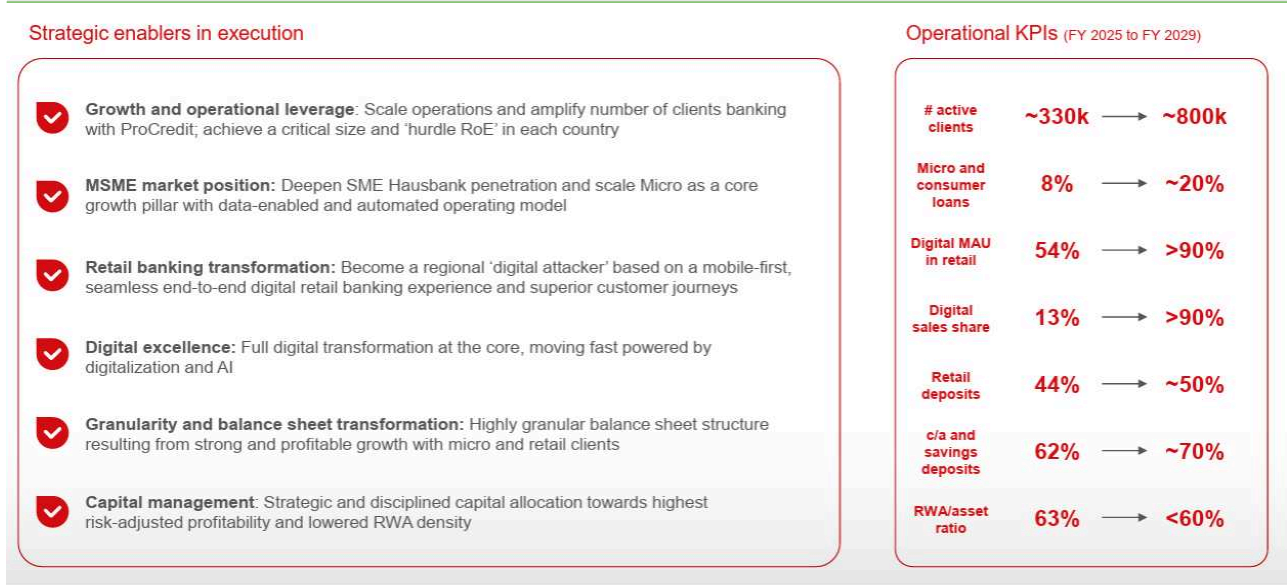 Strategic enablers in execution
Growth and operational leverage: Scale operations and amplify number of clients banking
with ProCredit; achieve a critical size and ‘hurdle RoE’ in each country
MSME market position: Deepen SME Hausbank penetration and scale Micro as a core
growth pillar with data-enabled and automated operating model
Retail banking transformation: Become a regional ‘digital attacker’ based on a mobile-first,
seamless end-to-end digital retail banking experience and superior customer journeys
Digital excellence: Full digital transformation at the core, moving fast powered by
digitalization and AI
Granularity and balance sheet transformation: Highly granular balance sheet structure
resulting from strong and profitable growth with micro and retail clients
Capital management: Strategic and disciplined capital allocation towards highest
risk-adjusted profitability and lowered RWA density
Operational KPIs (FY 2025 to FY 2029)
# active
clients
~330k → ~800k
Micro and
consumer
loans
8% → ~20%
Digital MAU
in retail
54% → >90%
Digital
sales share
13% → >90%
Retail
deposits
44% → ~50%
c/a and
savings
deposits
62% → ~70%
RWA/asset
ratio
63% → <60%